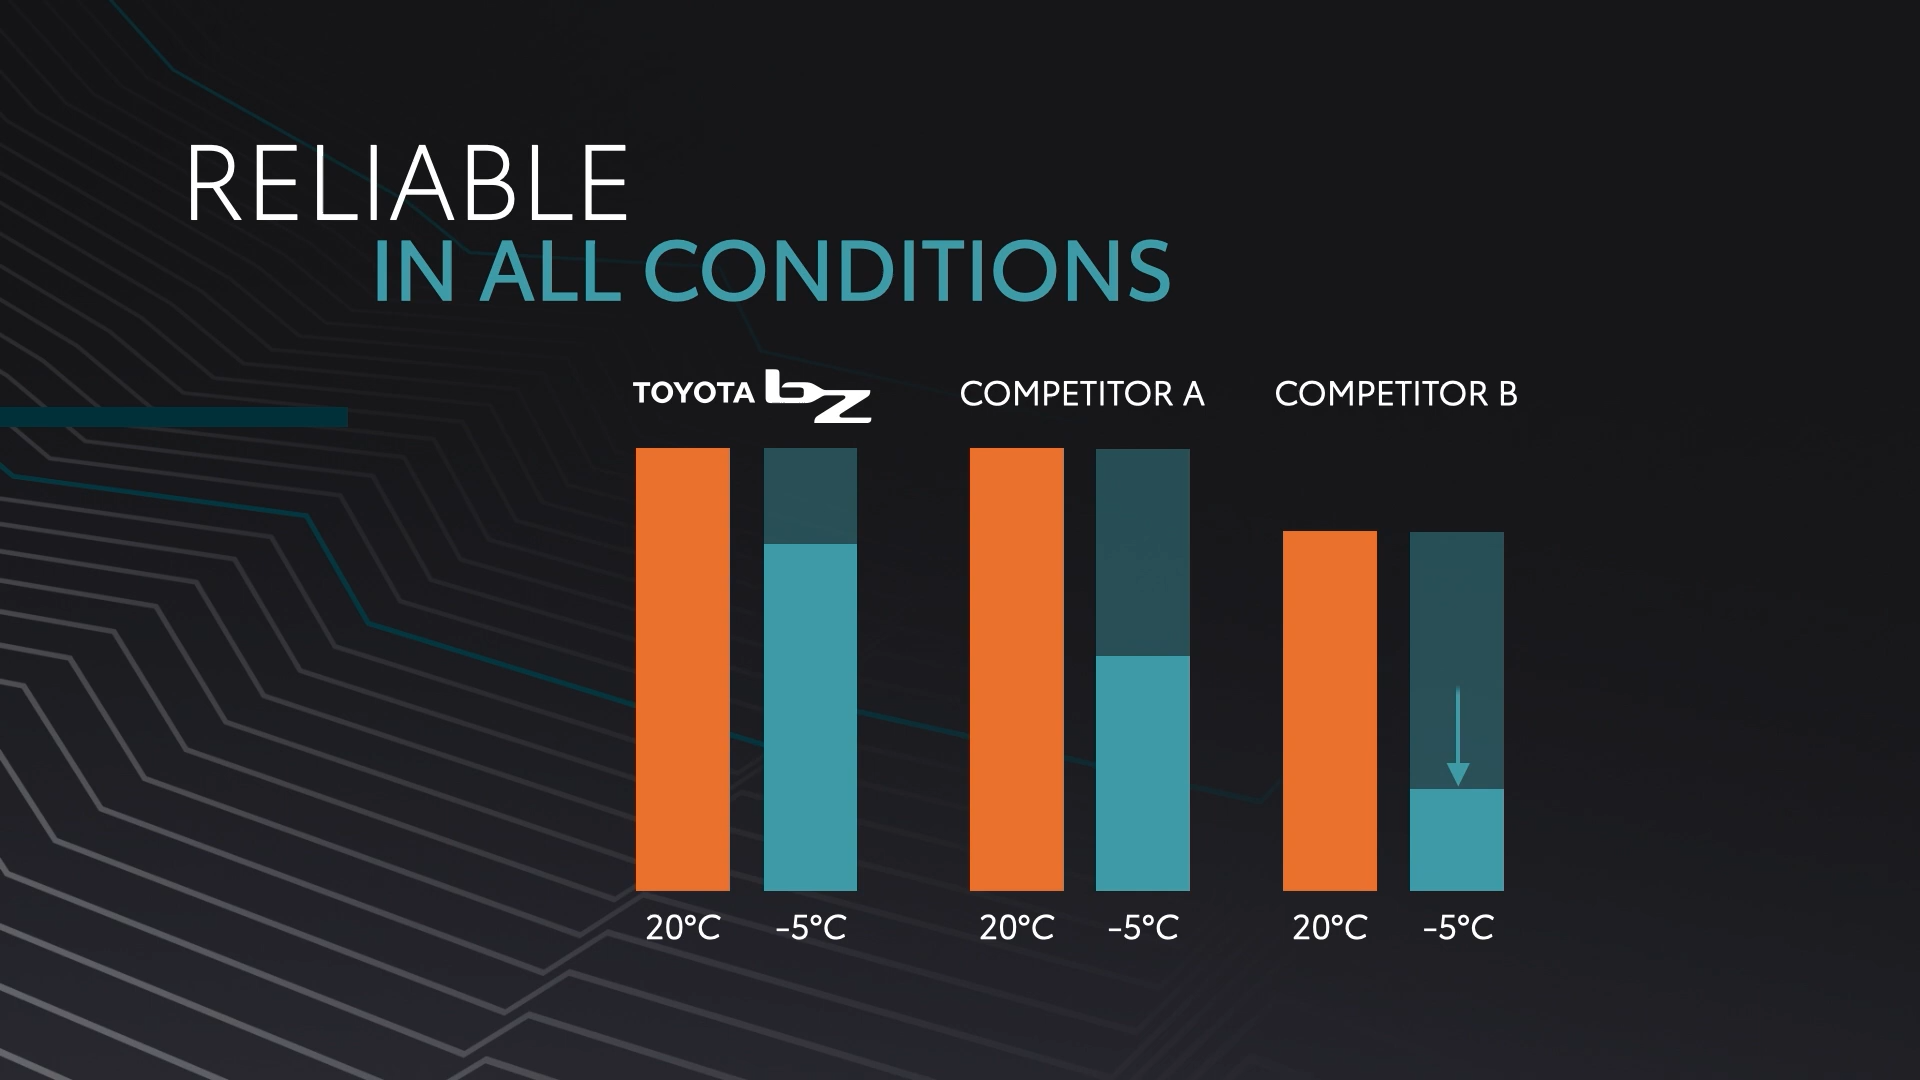 RELIABLE
IN ALL CONDITIONS
TOYOTA bz COMPETITOR A COMPETITOR B
20°C -5°C 20°C -5°C 20°C -5°C